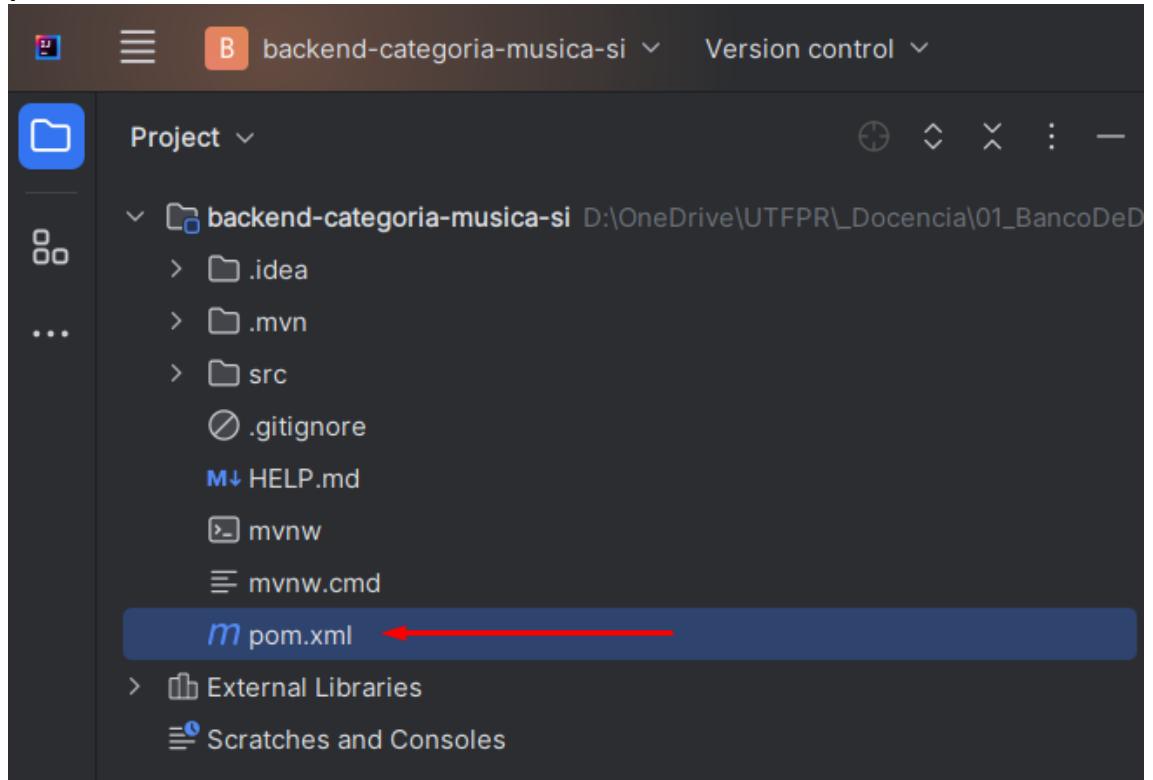 B backend-categoria-musica-si Version control
Project
backend-categoria-musica-si D:\OneDrive\UTFPR\_Docencia\01_BancoDeD
.idea
.mvn
src
.gitignore
M↓ HELP.md
mvnw
mvnw.cmd
m pom.xml
External Libraries
Scratches and Consoles